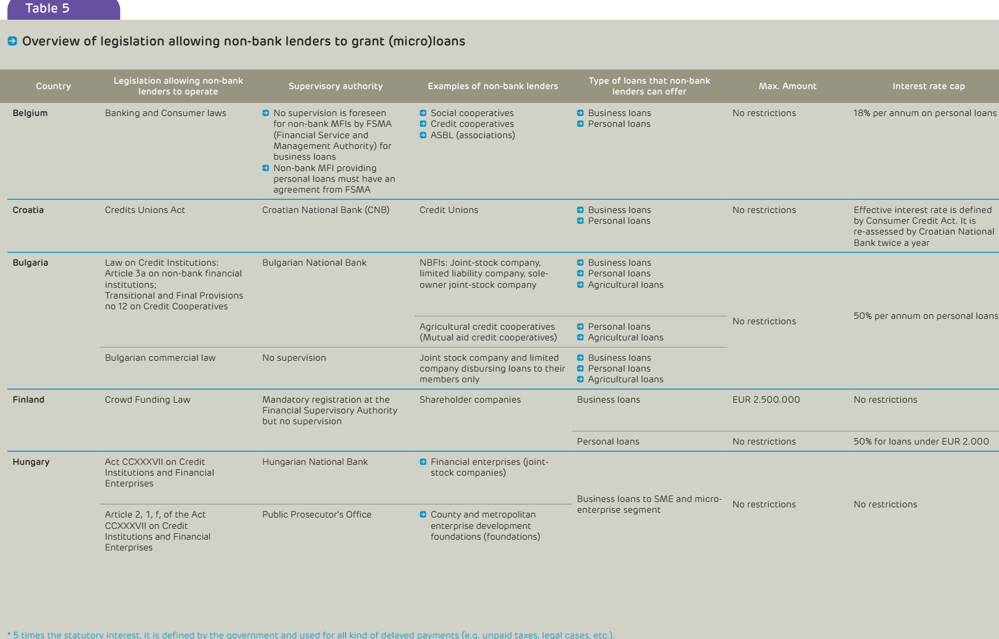 Table 5
Overview of legislation allowing non-bank lenders to grant (micro)loans
Country
Legislation allowing non-bank
lenders to operate
Supervisory authority
Examples of non-bank lenders
Type of loans that non-bank
lenders can offer
Max. Amount
Interest rate cap
Belgium
Banking and Consumer laws
No supervision is foreseen
for non-bank MFIs by FSMA
(Financial Service and
Management Authority) for
business loans
Non-bank MFI providing
personal loans must have an
agreement from FSMA
Social cooperatives
Credit cooperatives
ASBL (associations)
Business loans
Personal loans
No restrictions
18% per annum on personal loans
Croatia
Credits Unions Act
Croatian National Bank (CNB)
Credit Unions
Business loans
Personal loans
No restrictions
Effective interest rate is defined
by Consumer Credit Act. It is
re-assessed by Croatian National
Bank twice a year
Bulgaria
Law on Credit Institutions:
Article 3a on non-bank financial
institutions;
Transitional and Final Provisions
no 12 on Credit Cooperatives
Bulgarian National Bank
NBFIs: Joint-stock company,
limited liability company, sole-
owner joint-stock company
Business loans
Personal loans
Agricultural loans
Agricultural credit cooperatives
(Mutual aid credit cooperatives)
Personal loans
Agricultural loans
No restrictions
50% per annum on personal loans
Bulgarian commercial law
No supervision
Joint stock company and limited
company disbursing loans to their
members only
Business loans
Personal loans
Agricultural loans
Finland
Crowd Funding Law
Mandatory registration at the
Financial Supervisory Authority
but no supervision
Shareholder companies
Business loans
EUR 2.500.000
No restrictions
Personal loans
No restrictions
50% for loans under EUR 2.000
Hungary
Act CCXXXVII on Credit
Institutions and Financial
Enterprises
Hungarian National Bank
Financial enterprises (joint-
stock companies)
Business loans to SME and micro-
enterprise segment
No restrictions
No restrictions
Article 2, 1, f, of the Act
CCXXXVII on Credit
Institutions and Financial
Enterprises
Public Prosecutor's Office
County and metropolitan
enterprise development
foundations (foundations)
* 5 times the statutory interest, it is defined by the government and used for all kind of delayed payments (e.g. unpaid taxes, legal cases, etc.).